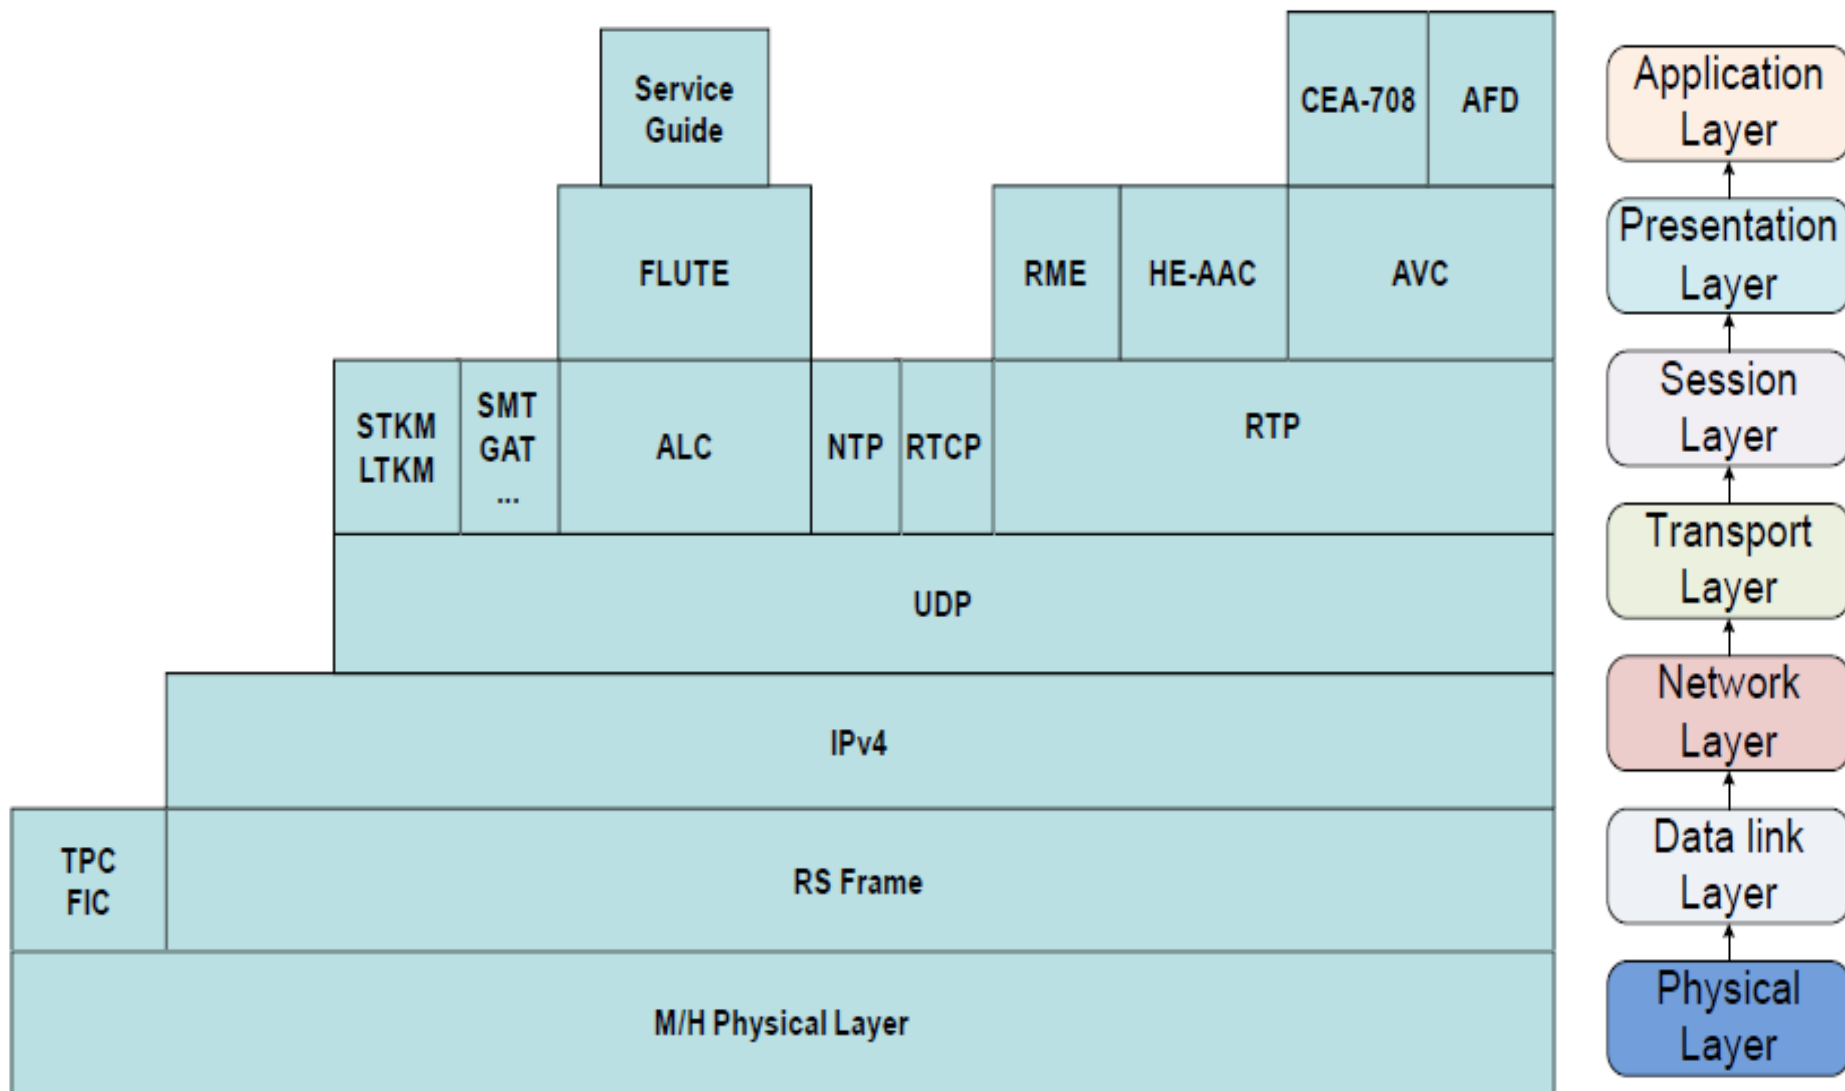 Service
Guide
CEA-708
AFD
Application
Layer
FLUTE
RME
HE-AAC
AVC
Presentation
Layer
STKM
LTKM
SMT
GAT
...
ALC
NTP
RTCP
RTP
Session
Layer
UDP
Transport
Layer
IPv4
Network
Layer
TPC
FIC
RS Frame
Data link
Layer
M/H Physical Layer
Physical
Layer